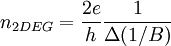 n_{2DEG} = \frac{2e}{h} \frac{1}{\Delta(1/B)}